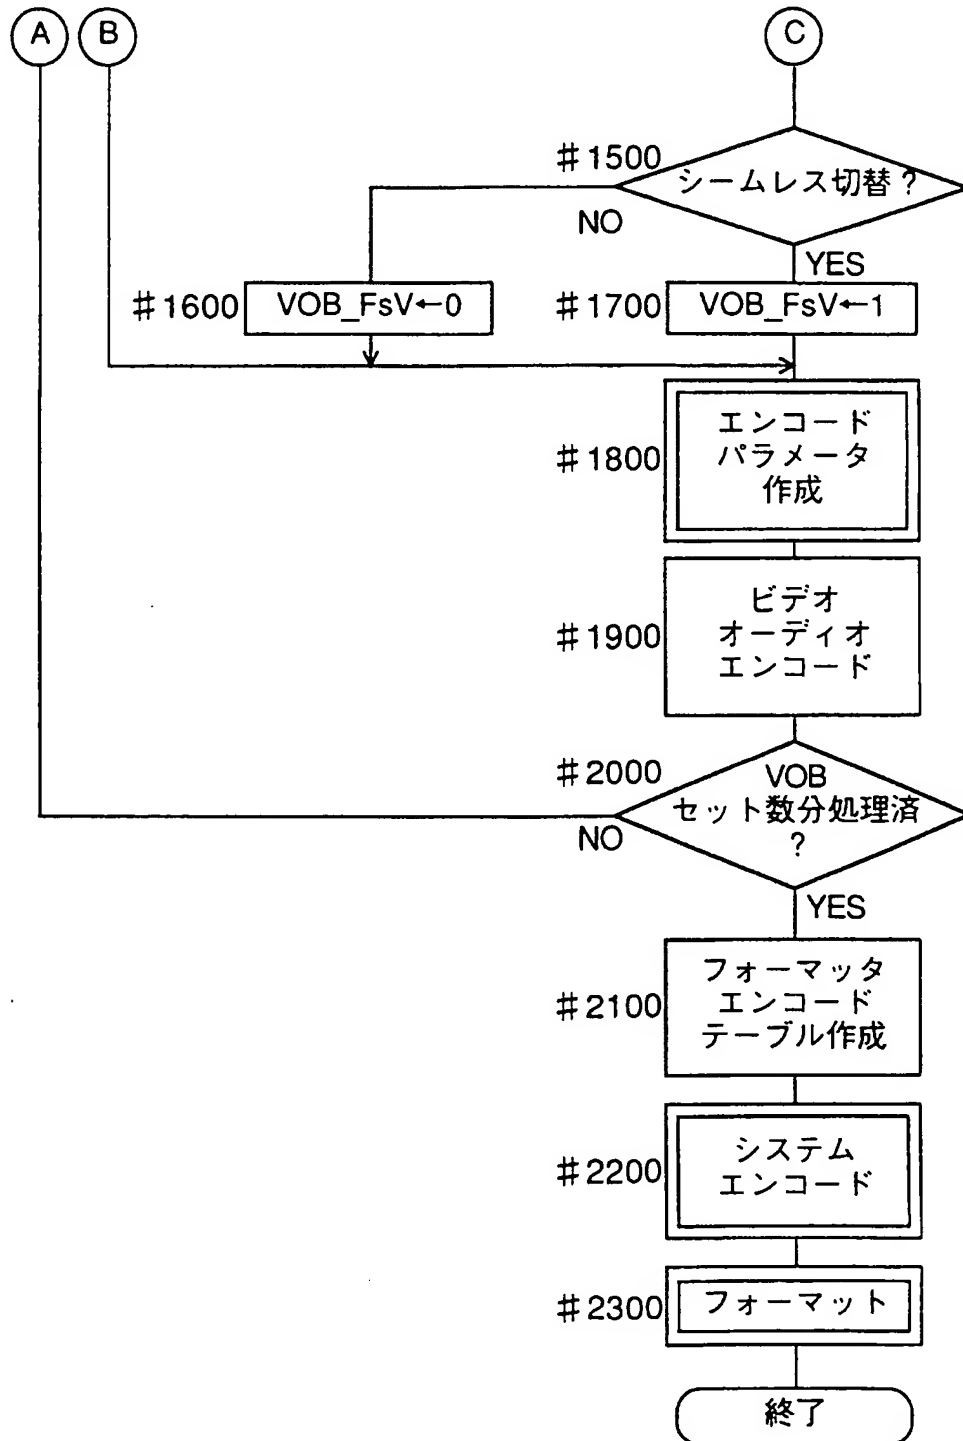 A
B
C
#1500
シームレス切替?
NO
YES
#1600
VOB_FsV←0
#1700
VOB_FsV←1
#1800
エンコード
パラメータ
作成
#1900
ビデオ
オーディオ
エンコード
#2000
VOB
セット数分処理済
?
NO
YES
#2100
フォーマッタ
エンコード
テーブル作成
#2200
システム
エンコード
#2300
フォーマット
終了